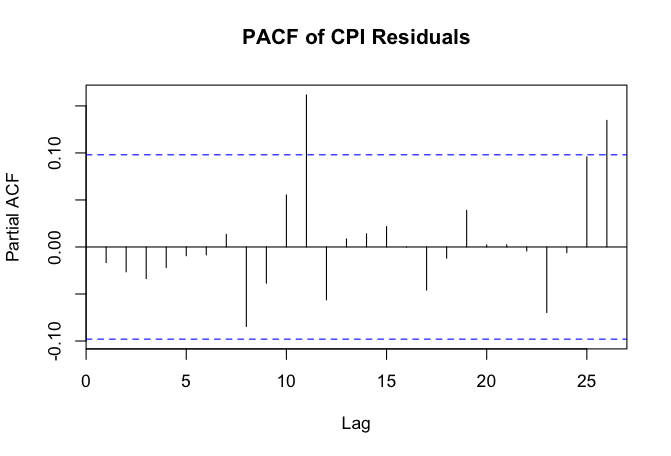 PACF of CPI Residuals
Partial ACF
0.10
0.00
-0.10
0 5 10 15 20 25
Lag